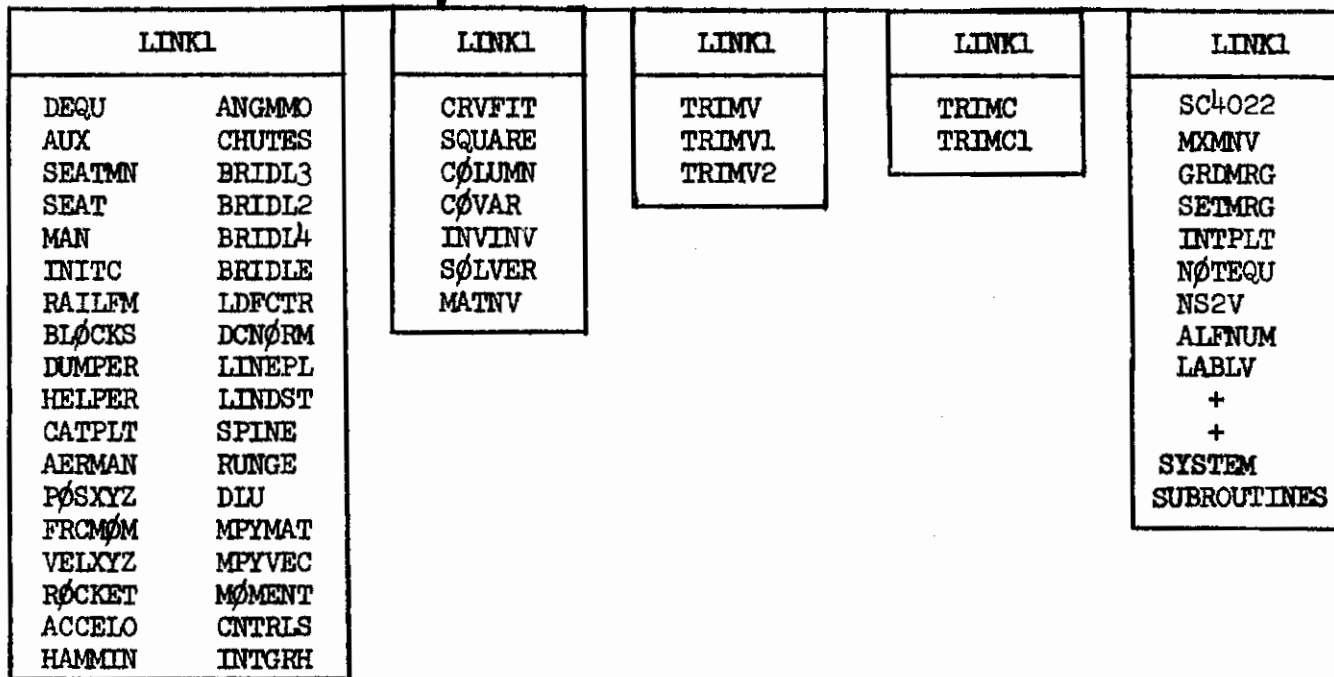 LINK1
DEQU ANGMMO
AUX CHUTES
SEATMN BRIDL3
SEAT BRIDL2
MAN BRIDL4
INITC BRIDLE
RAILFM LDFCTR
BLØCKS DCNØRM
DUMPER LINEPL
HELPER LINDST
CATPLT SPINE
AERMAN RUNGE
PØSXYZ DLU
FRCMØM MPYMAT
VELXYZ MPYVEC
RØCKET MØMENT
ACCELO CNTRLS
HAMMIN INTGRH
LINK1
CRVFIT
SQUARE
CØLUMN
CØVAR
INVINV
SØLVER
MATNV
LINK1
TRIMV
TRIMV1
TRIMV2
LINK1
TRIMC
TRIMC1
LINK1
SC4022
MXMNV
GRDMRG
SETMRG
INTPLT
NØTEQU
NS2V
ALFNUM
LABLV
+
+
SYSTEM
SUBROUTINES